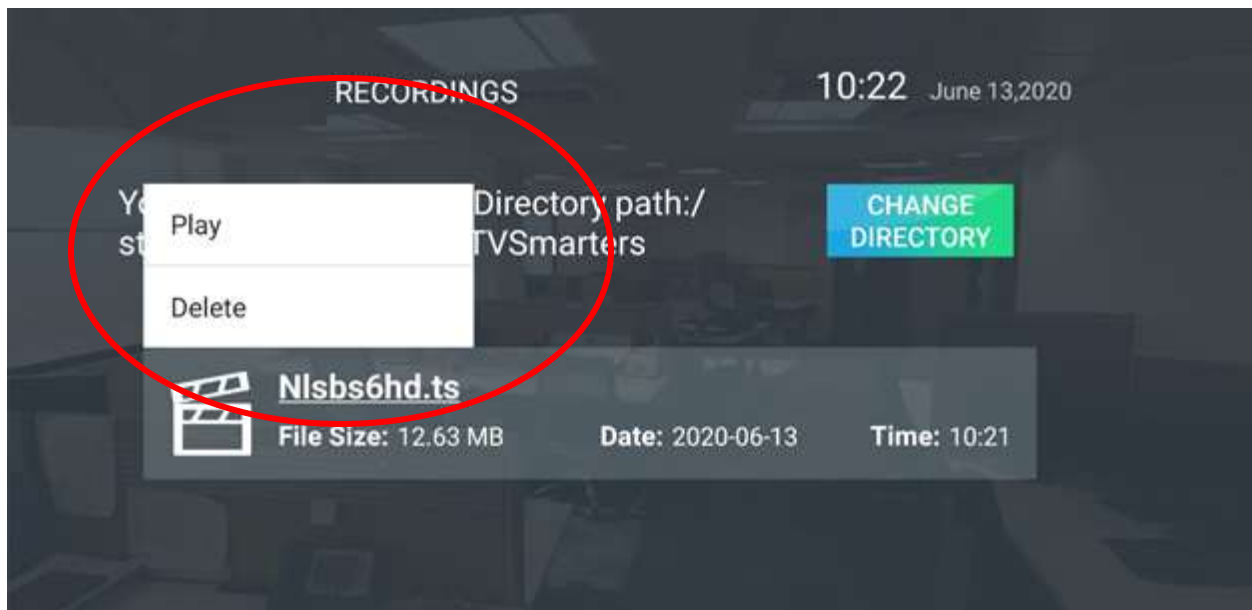 RECORDINGS
10:22 June 13,2020
Directory path:/
TVSmarters
CHANGE
DIRECTORY
Play
Delete
Nlsbs6hd.ts
File Size: 12.63 MB Date: 2020-06-13 Time: 10:21